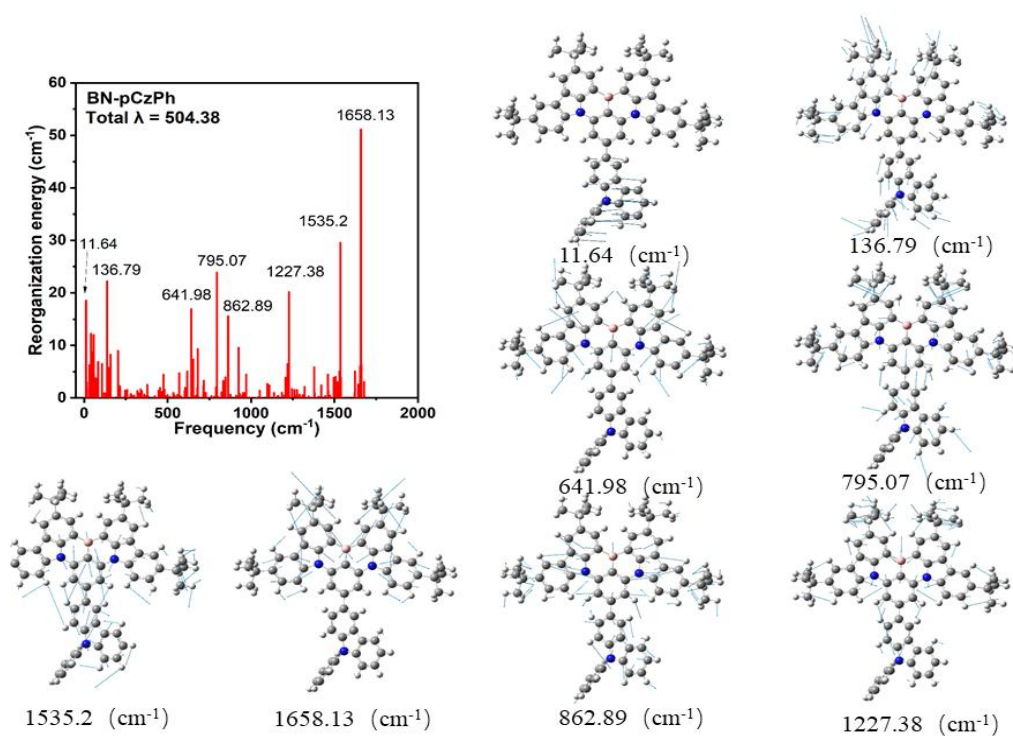 BN-pCzPh
Total λ = 504.38
Reorganization energy (cm⁻¹)
60
50
40
30
20
10
0
11.64
136.79
641.98
795.07
862.89
1227.38
1535.2
1658.13
0
500
1000
1500
2000
Frequency (cm⁻¹)
11.64 (cm⁻¹)
136.79 (cm⁻¹)
641.98 (cm⁻¹)
795.07 (cm⁻¹)
1535.2 (cm⁻¹)
1658.13 (cm⁻¹)
862.89 (cm⁻¹)
1227.38 (cm⁻¹)